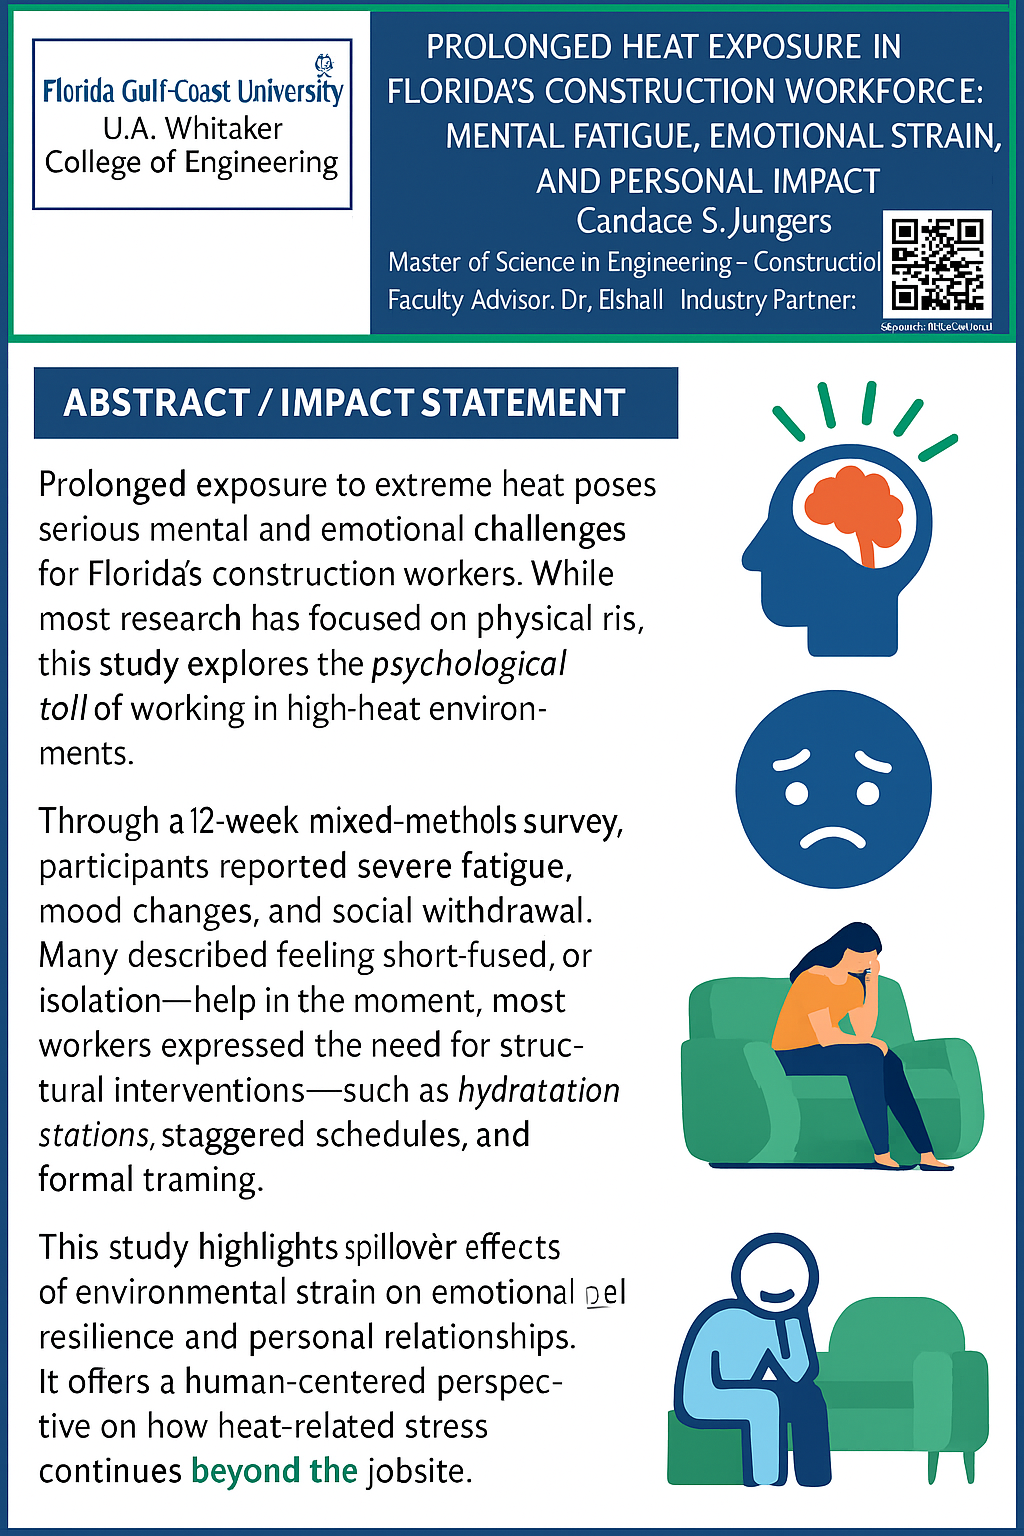 Florida Gulf-Coast University
U.A. Whitaker
College of Engineering
PROLONGED HEAT EXPOSURE IN
FLORIDA'S CONSTRUCTION WORKFORCE:
MENTAL FATIGUE, EMOTIONAL STRAIN,
AND PERSONAL IMPACT
Candace S. Jungers
Master of Science in Engineering – Constructiol
Faculty Advisor. Dr, Elshall Industry Partner:
ABSTRACT / IMPACT STATEMENT
Prolonged exposure to extreme heat poses
serious mental and emotional challenges
for Florida's construction workers. While
most research has focused on physical ris,
this study explores the psychological
toll of working in high-heat environ-
ments.
Through a 12-week mixed-methols survey,
participants reported severe fatigue,
mood changes, and social withdrawal.
Many described feeling short-fused, or
isolation—help in the moment, most
workers expressed the need for struc-
tural interventions—such as hydratation
stations, staggered schedules, and
formal traming.
This study highlights spillovèr effects
of environmental strain on emotional pel
resilience and personal relationships.
It offers a human-centered perspec-
tive on how heat-related stress
continues beyond the jobsite.